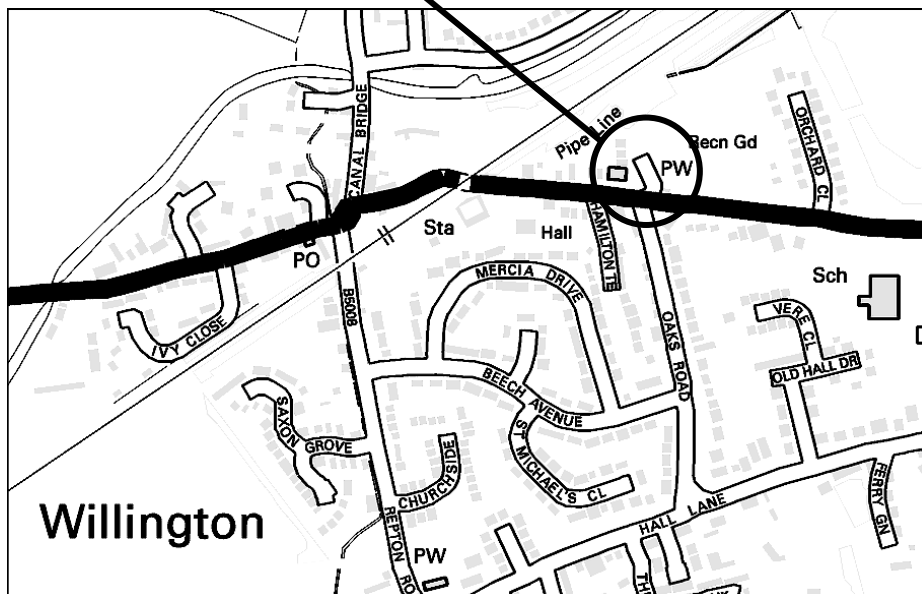 CANAL BRIDGE
Pipe Line
Becn Gd
PW
ORCHARD CL
Sta
Hall
HAMILTON TE
PO
Sch
MERCIA DRIVE
B5008
IVY CLOSE
OAKS ROAD
VERE CL
OLD HALL DR
BEECH AVENUE
SAXON GROVE
ST MICHAEL'S CL
CHURCHSIDE
HALL LANE
FERRY GN
Willington
REPTON RO
PW